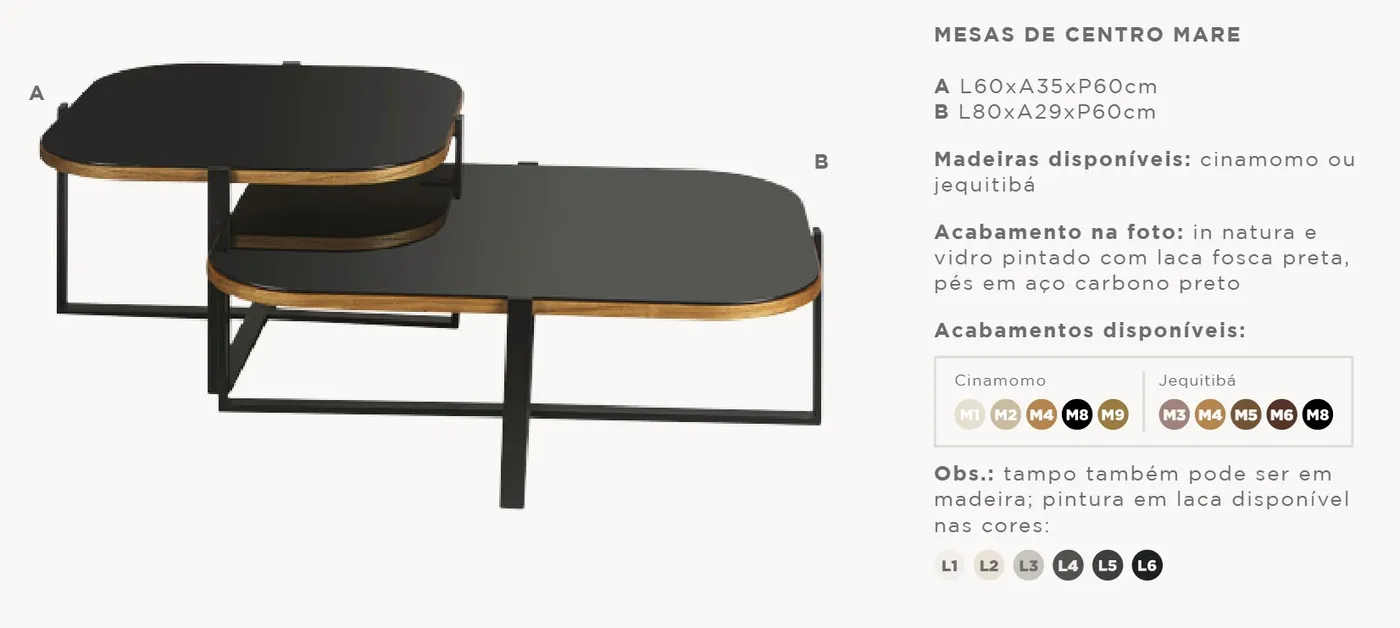 A
B
MESAS DE CENTRO MARE
A L60xA35xP60cm
B L80xA29xP60cm
Madeiras disponíveis: cinamomo ou
jequitibá
Acabamento na foto: in natura e
vidro pintado com laca fosca preta,
pés em aço carbono preto
Acabamentos disponíveis:
Cinamomo
M1 M2 M4 M8 M9
Jequitibá
M3 M4 M5 M6 M8
Obs.: tampo também pode ser em
madeira; pintura em laca disponível
nas cores:
L1 L2 L3 L4 L5 L6